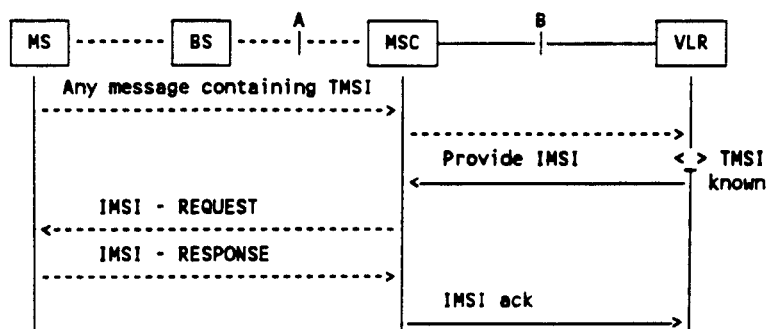 A
B
MS
BS
MSC
VLR
Any message containing TMSI
Provide IMSI
< > TMSI
known
IMSI - REQUEST
IMSI - RESPONSE
IMSI ack